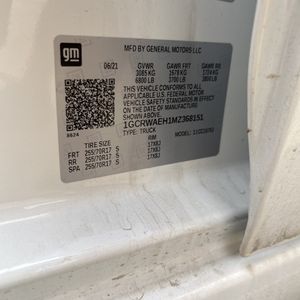 gm
MFD BY GENERAL MOTORS LLC
06/21 GVWR GAWR FRT GAWR RR
3085 KG 1678 KG 1724 KG
6800 LB 3700 LB 3800 LB
THIS VEHICLE CONFORMS TO ALL
APPLICABLE U.S. FEDERAL MOTOR
VEHICLE SAFETY
STANDARDS IN EFFECT ON THE DATE OF
MANUFACTURE SHOWN ABOVE.
1GCRWAEH1MZ368151
TYPE: TRUCK
TIRE SIZE RIM
FRT 255/70R17 S 17X8J
RR 255/70R17 S 17X8J
SPA 255/70R17 S 17X8J